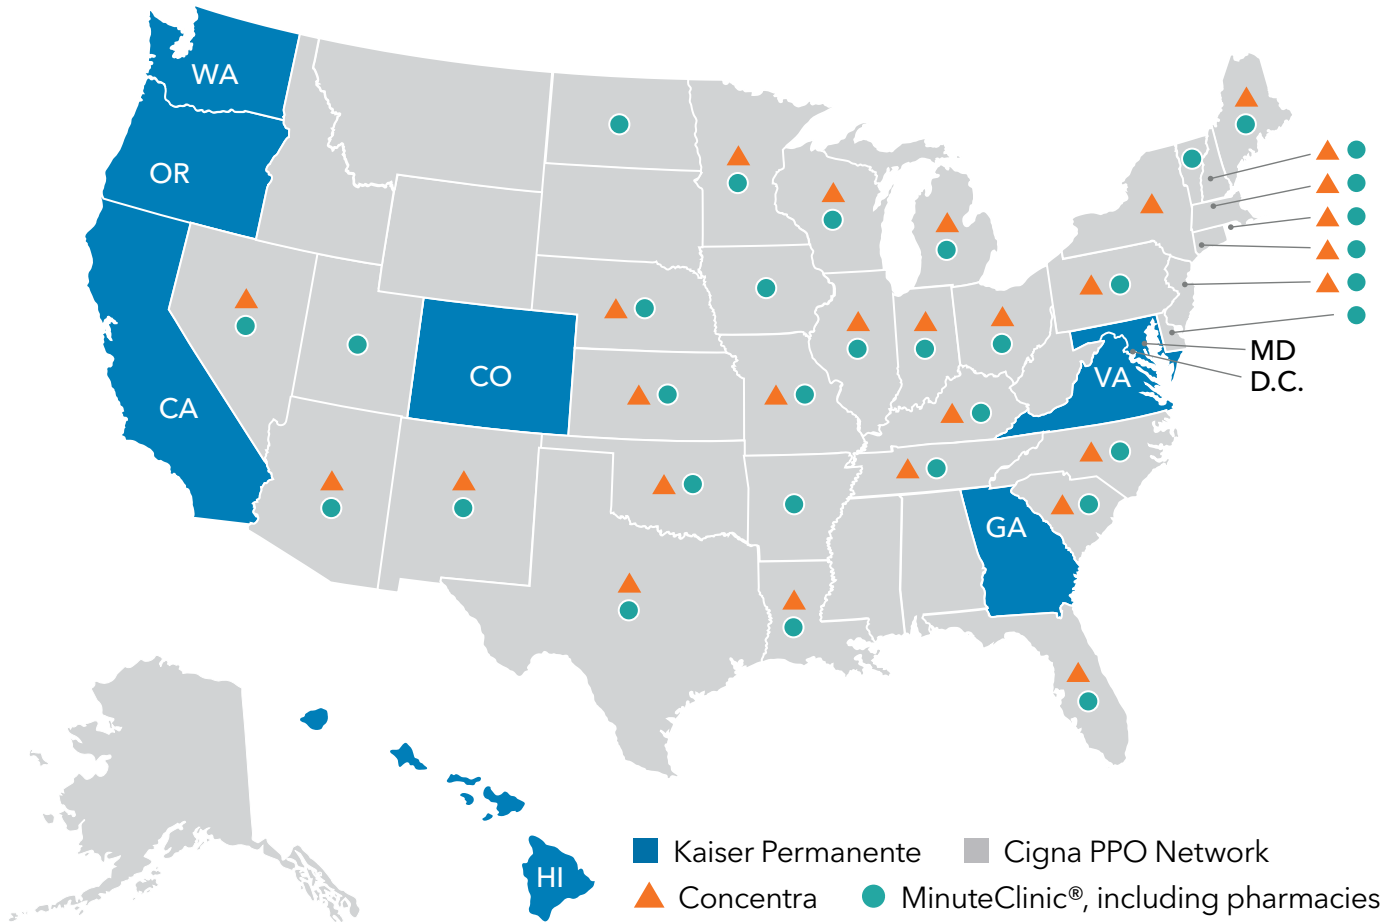 WA
OR
CA
CO
MD
D.C.
VA
GA
HI
Kaiser Permanente
Cigna PPO Network
Concentra
MinuteClinic®, including pharmacies